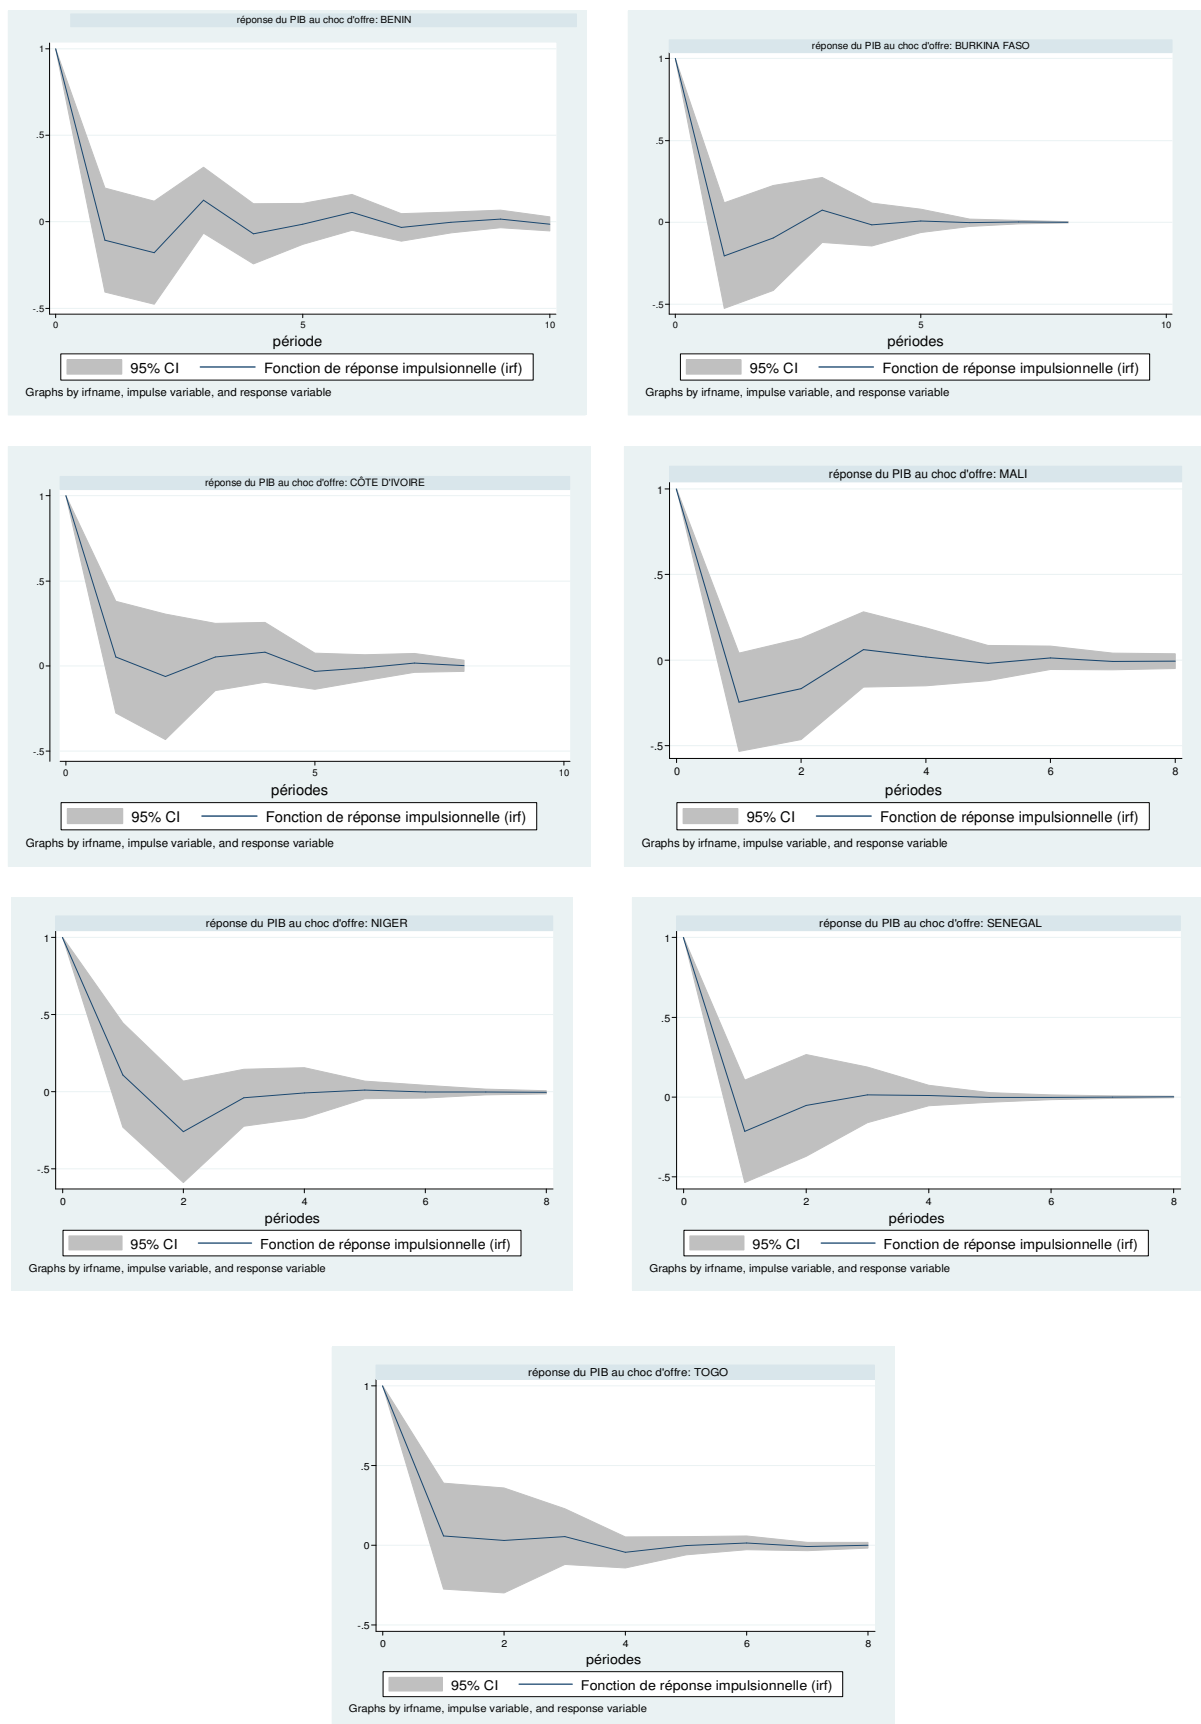 réponse du PIB au choc d'offre: BENIN
1
.5
0
-.5
0
5
10
période
95% CI
Fonction de réponse impulsionnelle (irf)
Graphs by irfname, impulse variable, and response variable
réponse du PIB au choc d'offre: BURKINA FASO
1
.5
0
-.5
0
5
10
périodes
95% CI
Fonction de réponse impulsionnelle (irf)
Graphs by irfname, impulse variable, and response variable
réponse du PIB au choc d'offre: CÔTE D'IVOIRE
1
.5
0
-.5
0
5
10
périodes
95% CI
Fonction de réponse impulsionnelle (irf)
Graphs by irfname, impulse variable, and response variable
réponse du PIB au choc d'offre: MALI
1
.5
0
-.5
0
2
4
6
8
périodes
95% CI
Fonction de réponse impulsionnelle (irf)
Graphs by irfname, impulse variable, and response variable
réponse du PIB au choc d'offre: NIGER
1
.5
0
-.5
0
2
4
6
8
périodes
95% CI
Fonction de réponse impulsionnelle (irf)
Graphs by irfname, impulse variable, and response variable
réponse du PIB au choc d'offre: SENEGAL
1
.5
0
-.5
0
2
4
6
8
périodes
95% CI
Fonction de réponse impulsionnelle (irf)
Graphs by irfname, impulse variable, and response variable
réponse du PIB au choc d'offre: TOGO
1
.5
0
-.5
0
2
4
6
8
périodes
95% CI
Fonction de réponse impulsionnelle (irf)
Graphs by irfname, impulse variable, and response variable